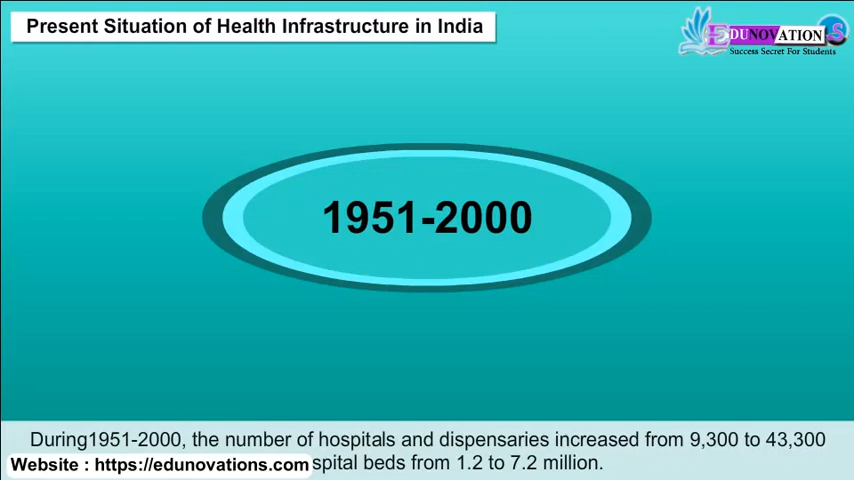 Present Situation of Health Infrastructure in India
EDUNOVATIONS
Success Secret For Students
1951-2000
During1951-2000, the number of hospitals and dispensaries increased from 9,300 to 43,300
Website : https://edunovations.com spital beds from 1.2 to 7.2 million.